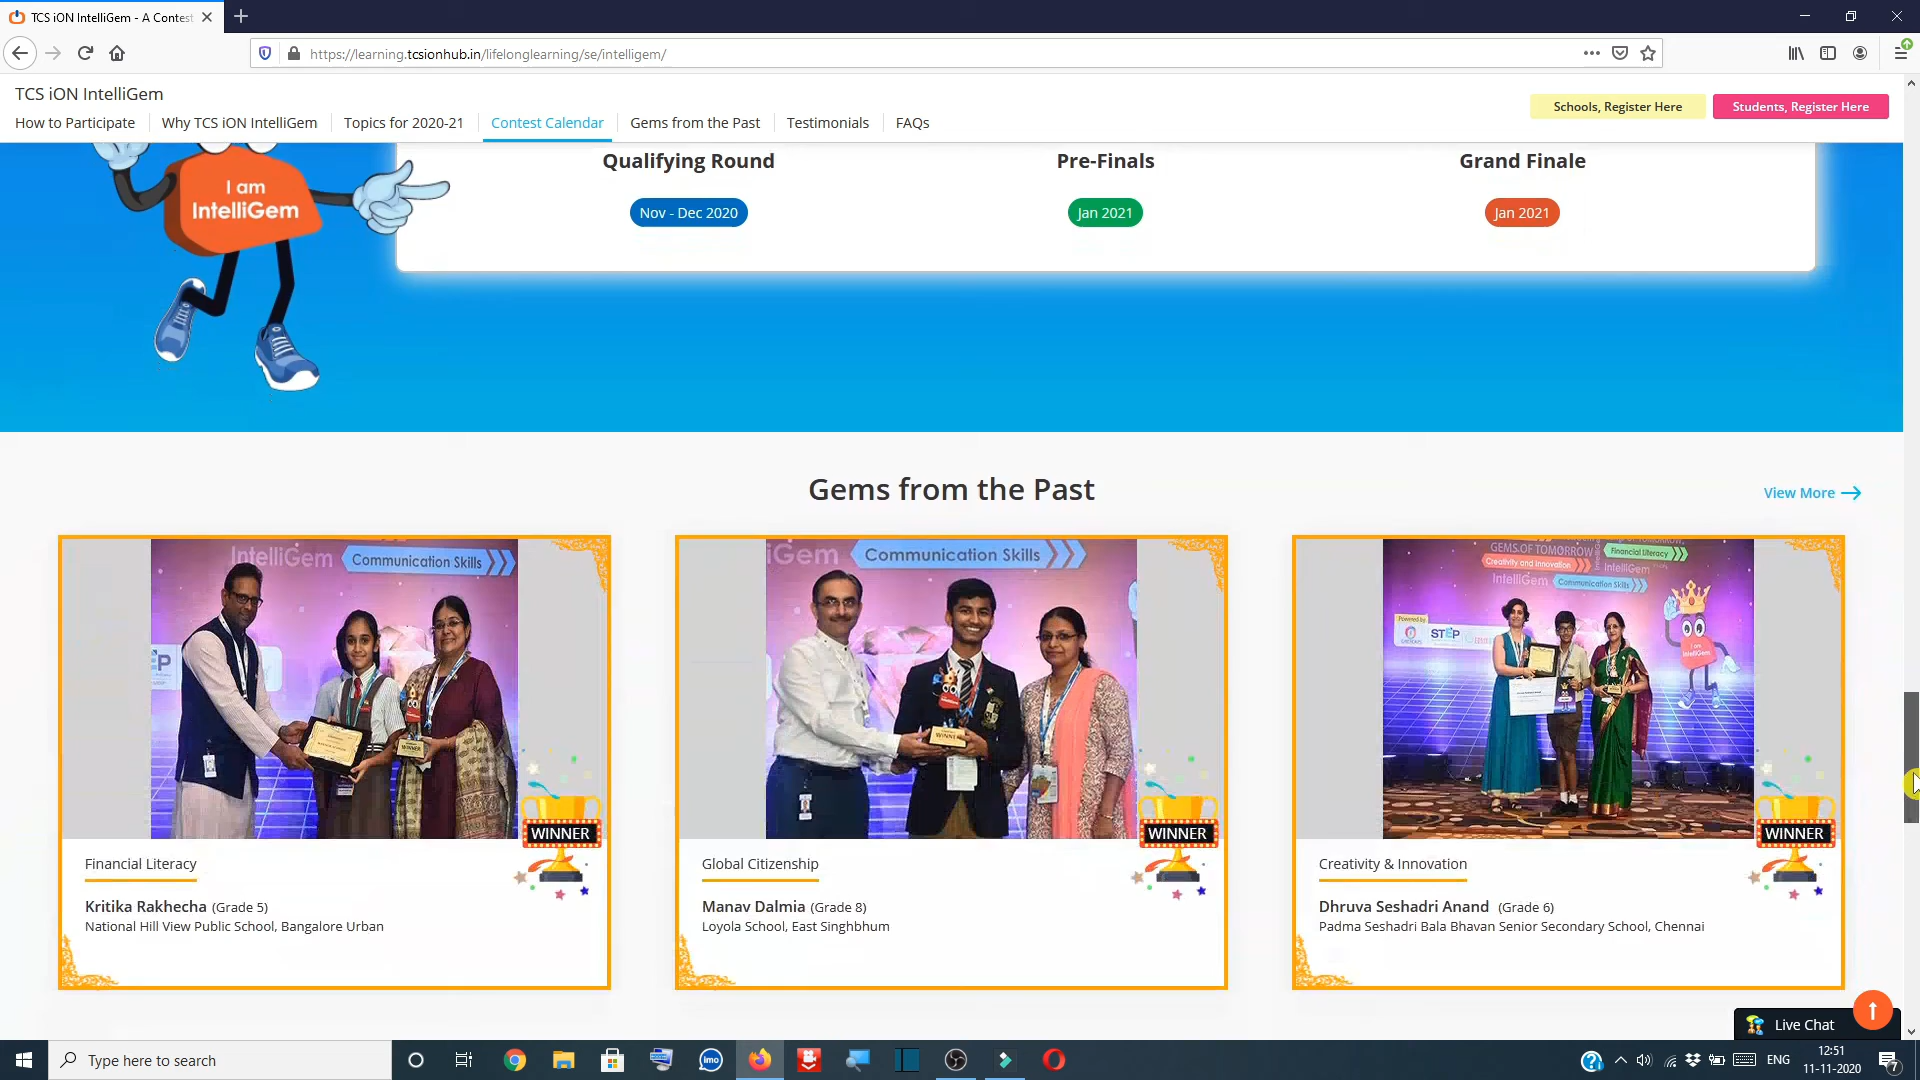 TCS iON IntelliGem - A Contest
https://learning.tcsionhub.in/lifelonglearning/se/intelligem/
TCS iON IntelliGem
Schools, Register Here
Students, Register Here
How to Participate
Why TCS iON IntelliGem
Topics for 2020-21
Contest Calendar
Gems from the Past
Testimonials
FAQs
I am
IntelliGem
Qualifying Round
Pre-Finals
Grand Finale
Nov - Dec 2020
Jan 2021
Jan 2021
Gems from the Past
View More
IntelliGem
Communication Skills
WINNER
Financial Literacy
Kritika Rakhecha (Grade 5)
National Hill View Public School, Bangalore Urban
iGem
Communication Skills
WINNER
WINNER
Global Citizenship
Manav Dalmia (Grade 8)
Loyola School, East Singhbhum
GEMS OF TOMORROW
Financial Literacy
Creativity and Innovation
IntelliGem
IntelliGem
Communication Skills
Powered by
STEP
WINNER
Creativity & Innovation
Dhruva Seshadri Anand (Grade 6)
Padma Seshadri Bala Bhavan Senior Secondary School, Chennai
Live Chat
Type here to search
imo
ENG
12:51
11-11-2020
7